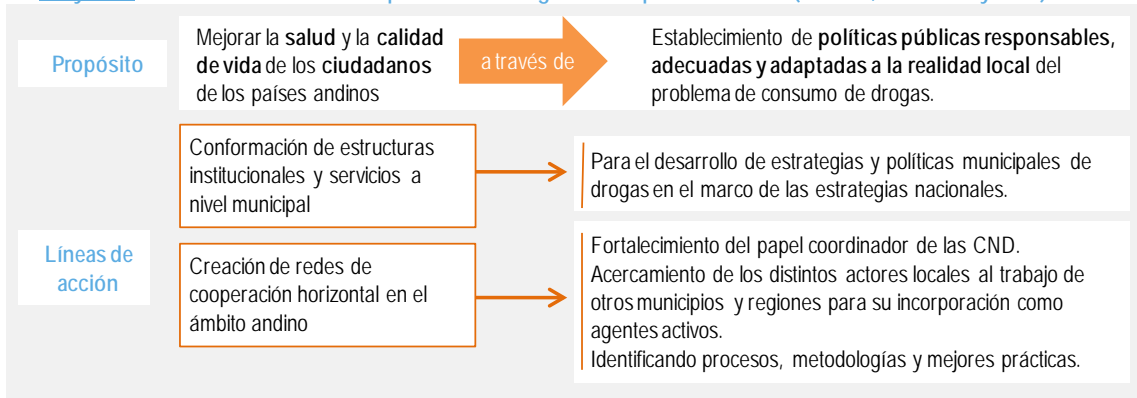 Propósito
Mejorar la salud y la calidad
de vida de los ciudadanos
de los países andinos
a través de
Establecimiento de políticas públicas responsables,
adecuadas y adaptadas a la realidad local del
problema de consumo de drogas.
Líneas de
acción
Conformación de estructuras
institucionales y servicios a
nivel municipal
Para el desarrollo de estrategias y políticas municipales de
drogas en el marco de las estrategias nacionales.
Creación de redes de
cooperación horizontal en el
ámbito andino
Fortalecimiento del papel coordinador de las CND.
Acercamiento de los distintos actores locales al trabajo de
otros municipios y regiones para su incorporación como
agentes activos.
Identificando procesos, metodologías y mejores prácticas.